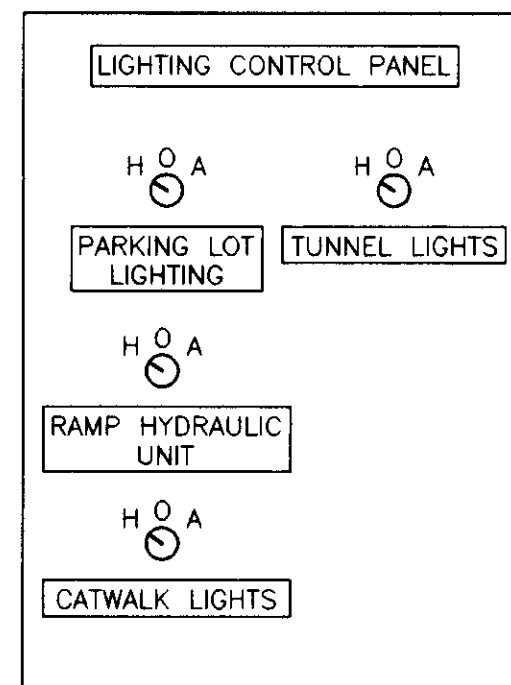 LIGHTING CONTROL PANEL
H O A
H O A
PARKING LOT
LIGHTING
TUNNEL LIGHTS
H O A
RAMP HYDRAULIC
UNIT
H O A
CATWALK LIGHTS